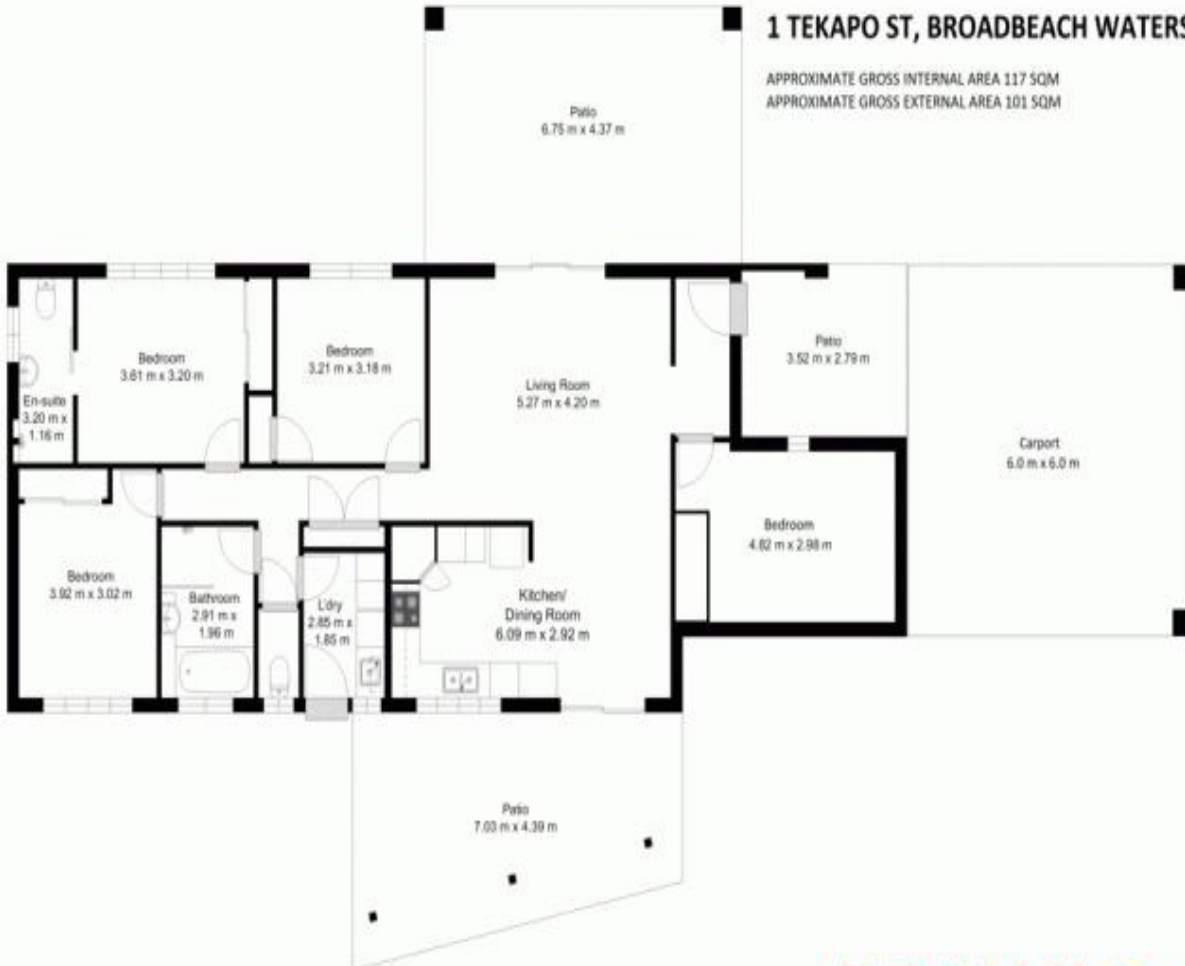 1 TEKAPO ST, BROADBEACH WATERS
APPROXIMATE GROSS INTERNAL AREA 117 SQM
APPROXIMATE GROSS EXTERNAL AREA 101 SQM
Patio
6.75 m x 4.37 m
Bedroom
3.61 m x 3.20 m
Bedroom
3.21 m x 3.18 m
En-suite
3.20 m x
1.16 m
Living Room
5.27 m x 4.20 m
Patio
3.52 m x 2.79 m
Carport
6.0 m x 6.0 m
Bedroom
4.82 m x 2.98 m
Bedroom
3.92 m x 3.02 m
Bathroom
2.91 m x
1.96 m
L'dry
2.85 m x
1.85 m
Kitchen/
Dining Room
6.09 m x 2.92 m
Patio
7.03 m x 4.39 m